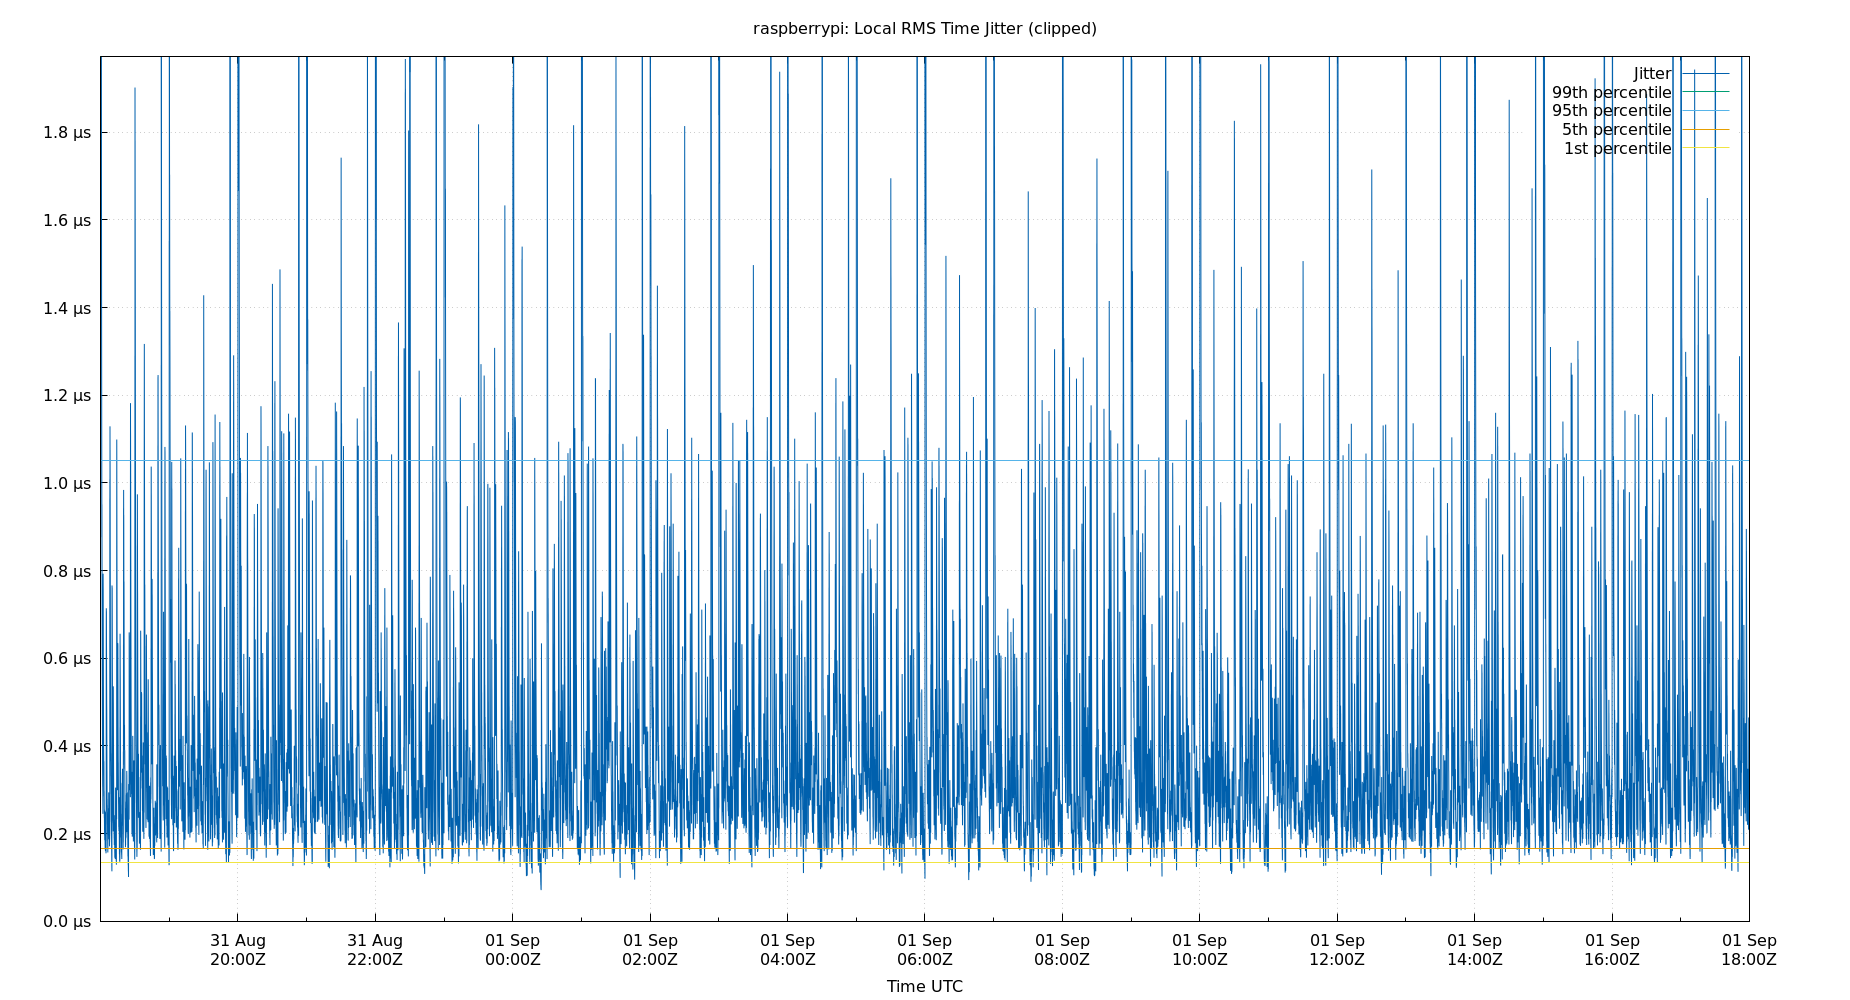 raspberrypi: Local RMS Time Jitter (clipped)
Jitter
99th percentile
95th percentile
5th percentile
1st percentile
1.8 µs
1.6 µs
1.4 µs
1.2 µs
1.0 µs
0.8 µs
0.6 µs
0.4 µs
0.2 µs
0.0 µs
31 Aug 31 Aug 01 Sep 01 Sep 01 Sep 01 Sep 01 Sep 01 Sep 01 Sep 01 Sep 01 Sep 01 Sep
20:00Z 22:00Z 00:00Z 02:00Z 04:00Z 06:00Z 08:00Z 10:00Z 12:00Z 14:00Z 16:00Z 18:00Z
Time UTC